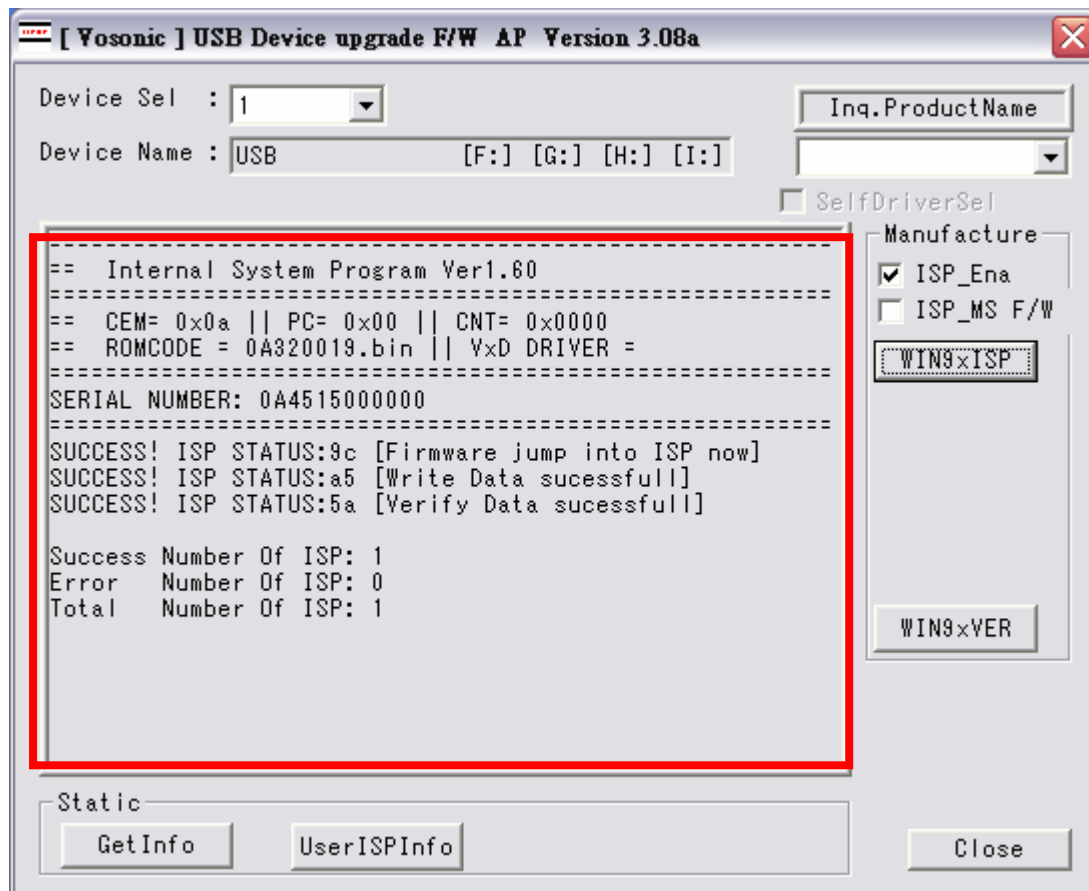 [ Vosonic ] USB Device upgrade F/W AP Version 3.08a
Device Sel : 1
Inq.ProductName
Device Name : USB [F:] [G:] [H:] [I:]
SelfDriverSel
-------------------------------------------------------
== Internal System Program Ver1.60
=======================================================
== CEM= 0x0a || PC= 0x00 || CNT= 0x0000
== ROMCODE = 0A320019.bin || VxD DRIVER =
=======================================================
SERIAL NUMBER: 0A4515000000
=======================================================
SUCCESS! ISP STATUS:9c [Firmware jump into ISP now]
SUCCESS! ISP STATUS:a5 [Write Data sucessfull]
SUCCESS! ISP STATUS:5a [Verify Data sucessfull]
Success Number Of ISP: 1
Error Number Of ISP: 0
Total Number Of ISP: 1
Manufacture
ISP_Ena
ISP_MS F/W
WIN9xISP
WIN9xVER
Static
GetInfo
UserISPInfo
Close